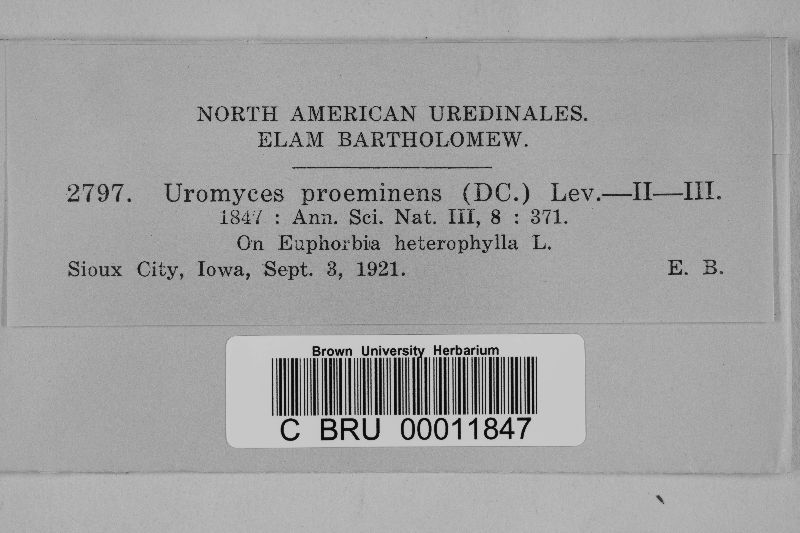 NORTH AMERICAN UREDINALES.
ELAM BARTHOLOMEW.
2797. Uromyces proeminens (DC.) Lev.—II—III.
1847 : Ann. Sci. Nat. III, 8 : 371.
On Euphorbia heterophylla L.
Sioux City, Iowa, Sept. 3, 1921. E. B.
Brown University Herbarium
C BRU 00011847